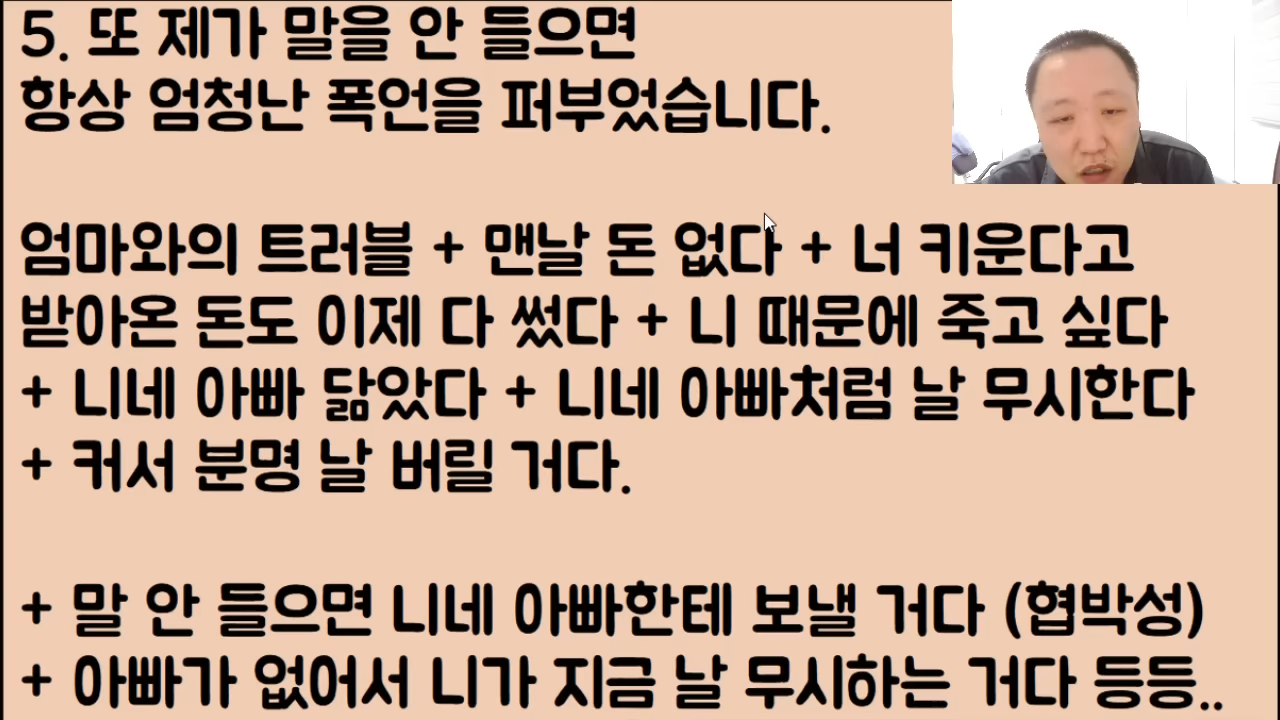 5. 또 제가 말을 안 들으면
항상 엄청난 폭언을 퍼부었습니다.
엄마와의 트러블 + 맨날 돈 없다 + 너 키운다고
받아온 돈도 이제 다 썼다 + 니 때문에 죽고 싶다
+ 니네 아빠 닮았다 + 니네 아빠처럼 날 무시한다
+ 커서 분명 날 버릴 거다.
+ 말 안 들으면 니네 아빠한테 보낼 거다 (협박성)
+ 아빠가 없어서 니가 지금 날 무시하는 거다 등등..